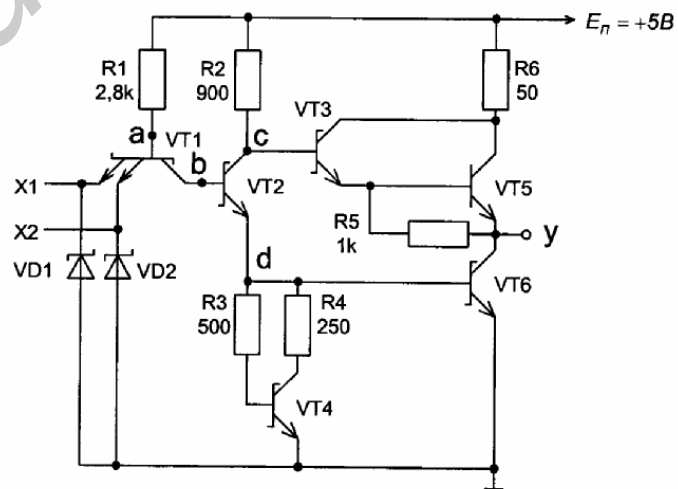 Eп = +5В
R1
2,8k
R2
900
R6
50
VT3
a
VT1
c
b
X1
VT2
VT5
X2
R5
1k
y
VD1
VD2
d
VT6
R3
500
R4
250
VT4